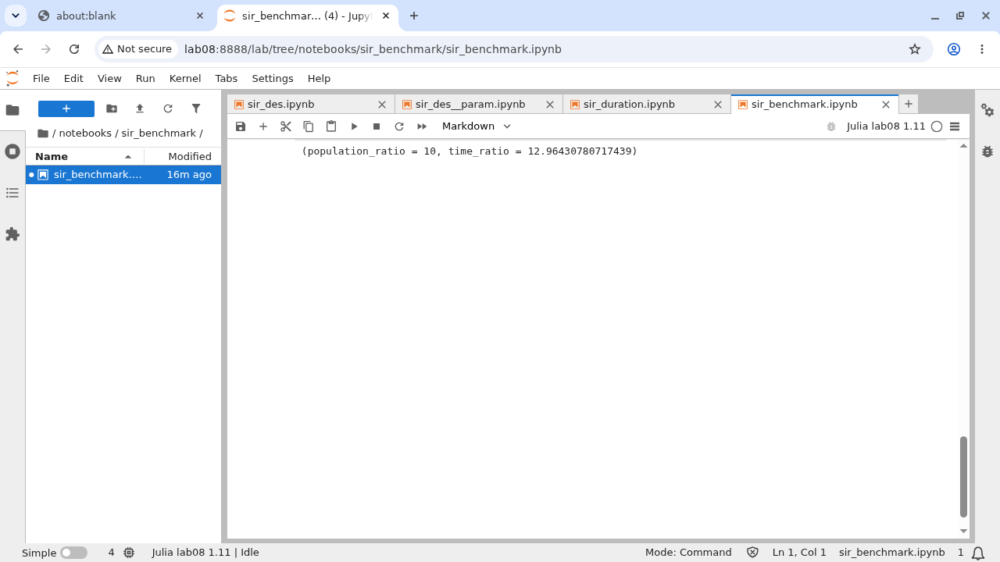 about:blank
sir_benchmar... (4) - Jupy
Not secure
lab08:8888/lab/tree/notebooks/sir_benchmark/sir_benchmark.ipynb
File Edit View Run Kernel Tabs Settings Help
sir_des.ipynb
sir_des__param.ipynb
sir_duration.ipynb
sir_benchmark.ipynb
/ notebooks / sir_benchmark /
Markdown
Julia lab08 1.11
Name
Modified
sir_benchmark.... 16m ago
(population_ratio = 10, time_ratio = 12.96430780717439)
Simple
4
Julia lab08 1.11 | Idle
Mode: Command
Ln 1, Col 1
sir_benchmark.ipynb
1